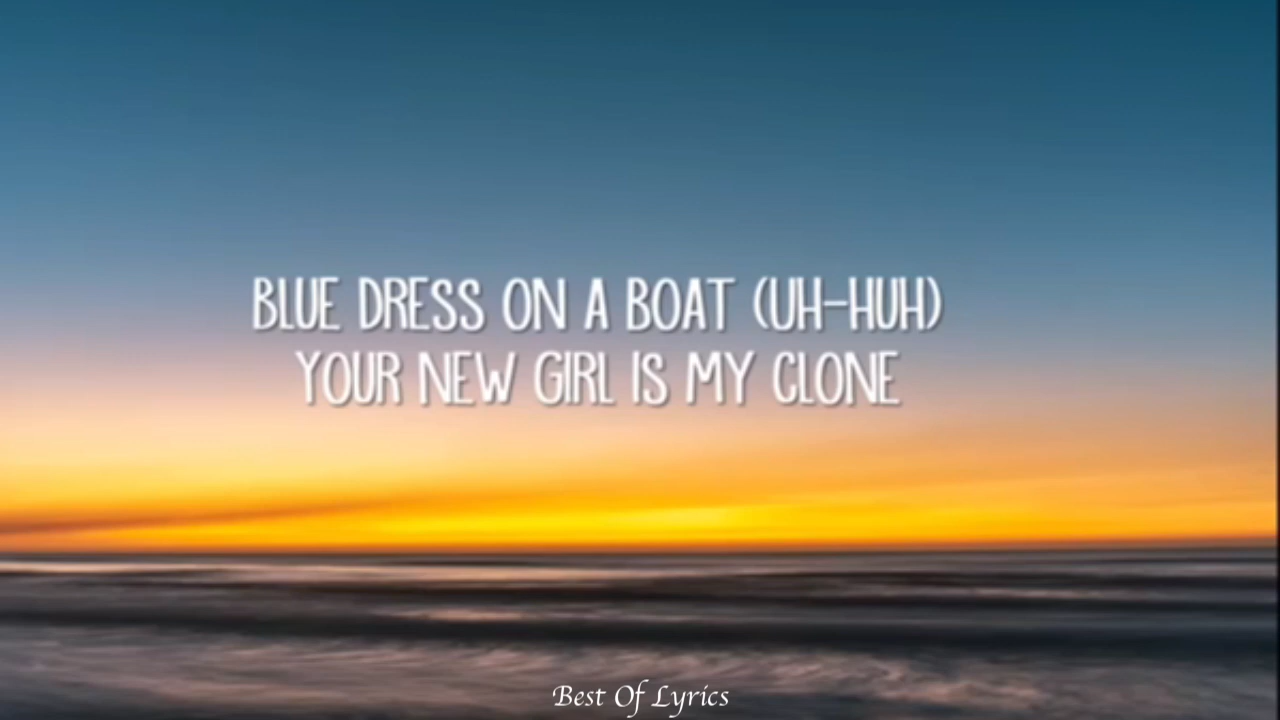 BLUE DRESS ON A BOAT (UH-HUH)
YOUR NEW GIRL IS MY CLONE
Best Of Lyrics